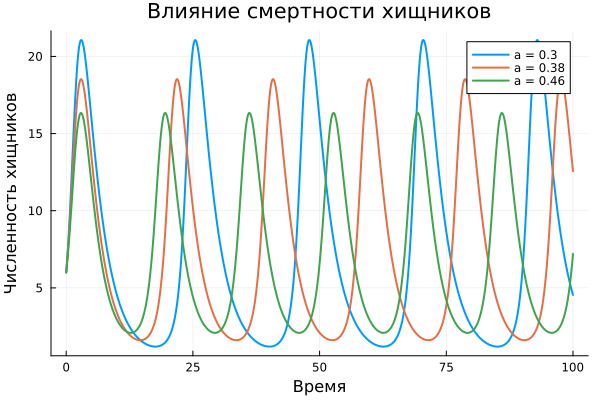 Влияние смертности хищников
a = 0.3
a = 0.38
a = 0.46
Численность хищников
20
15
10
5
0
25
50
75
100
Время